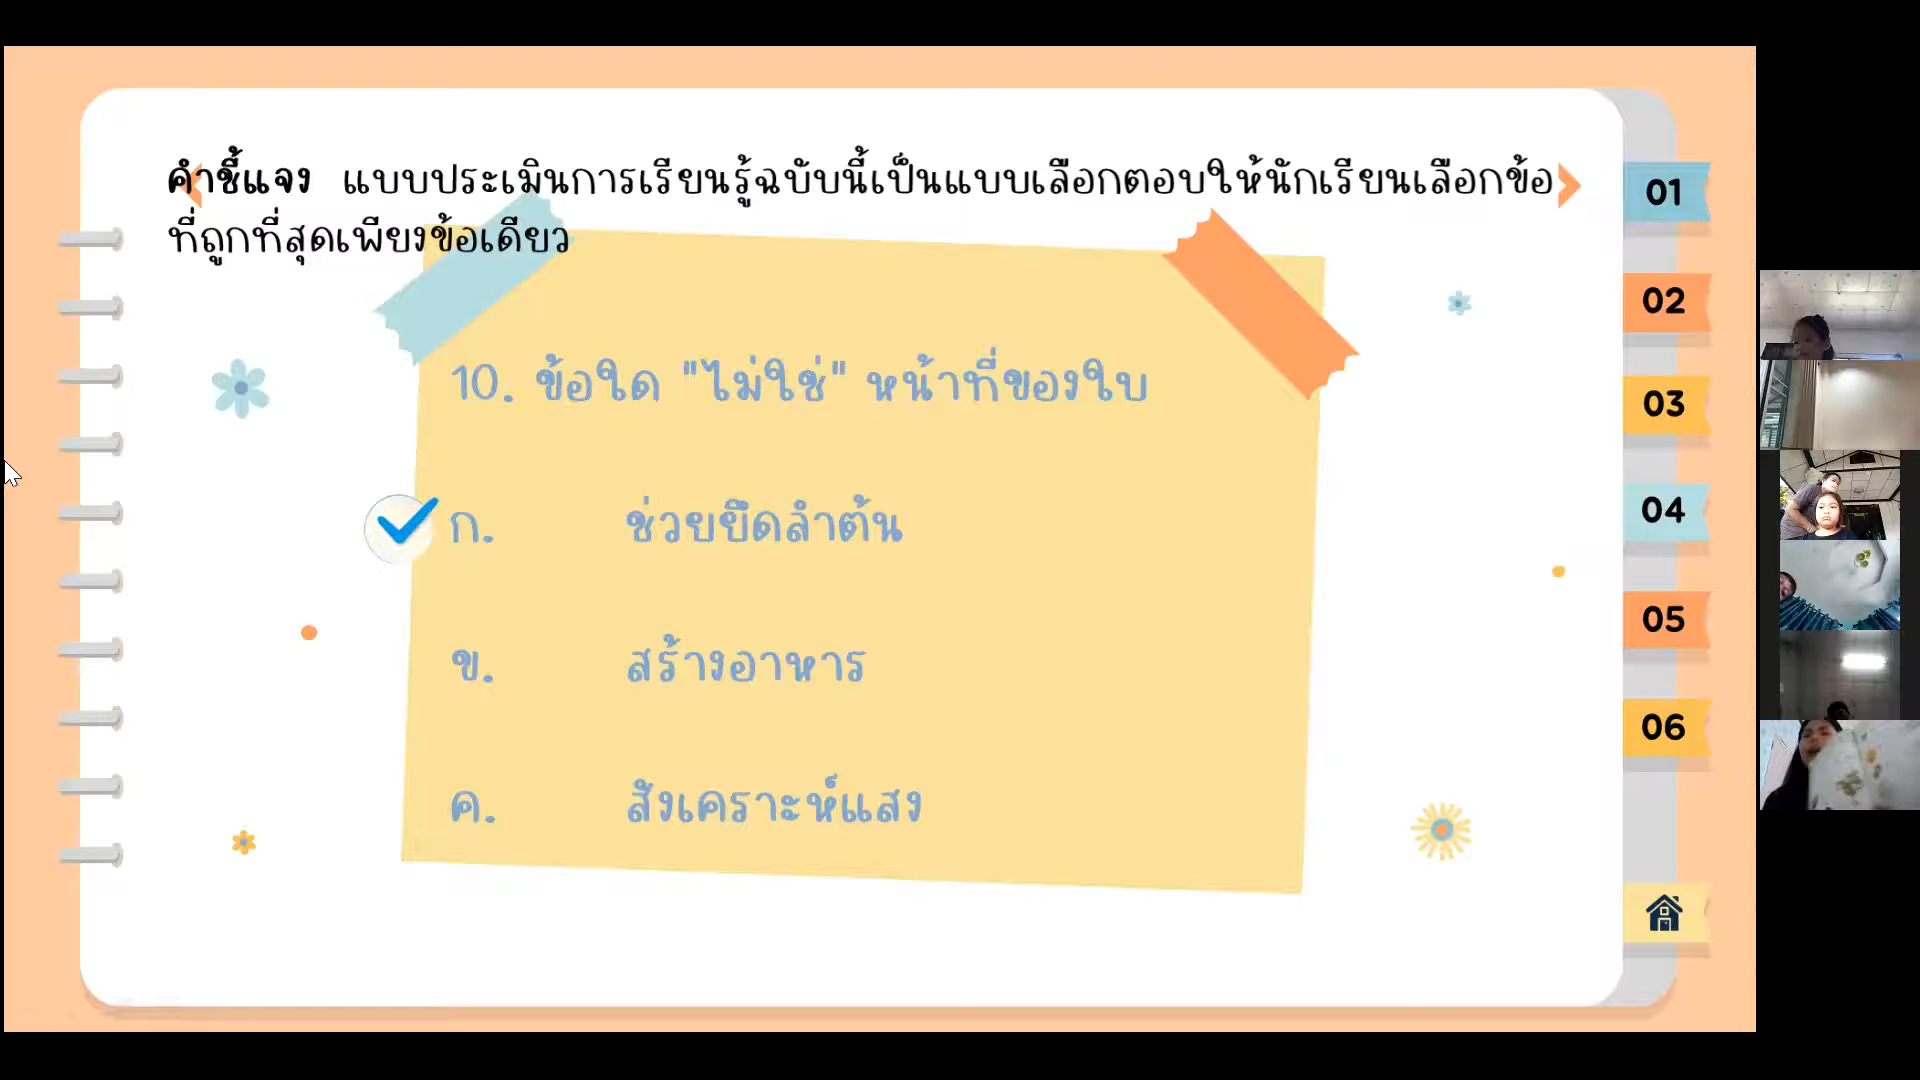 คำชี้แจง แบบประเมินการเรียนรู้ฉบับนี้เป็นแบบเลือกตอบให้นักเรียนเลือกข้อ
ที่ถูกที่สุดเพียงข้อเดียว
10. ข้อใด "ไม่ใช่" หน้าที่ของใบ
ก. ช่วยยึดลำต้น
ข. สร้างอาหาร
ค. สังเคราะห์แสง
01
02
03
04
05
06